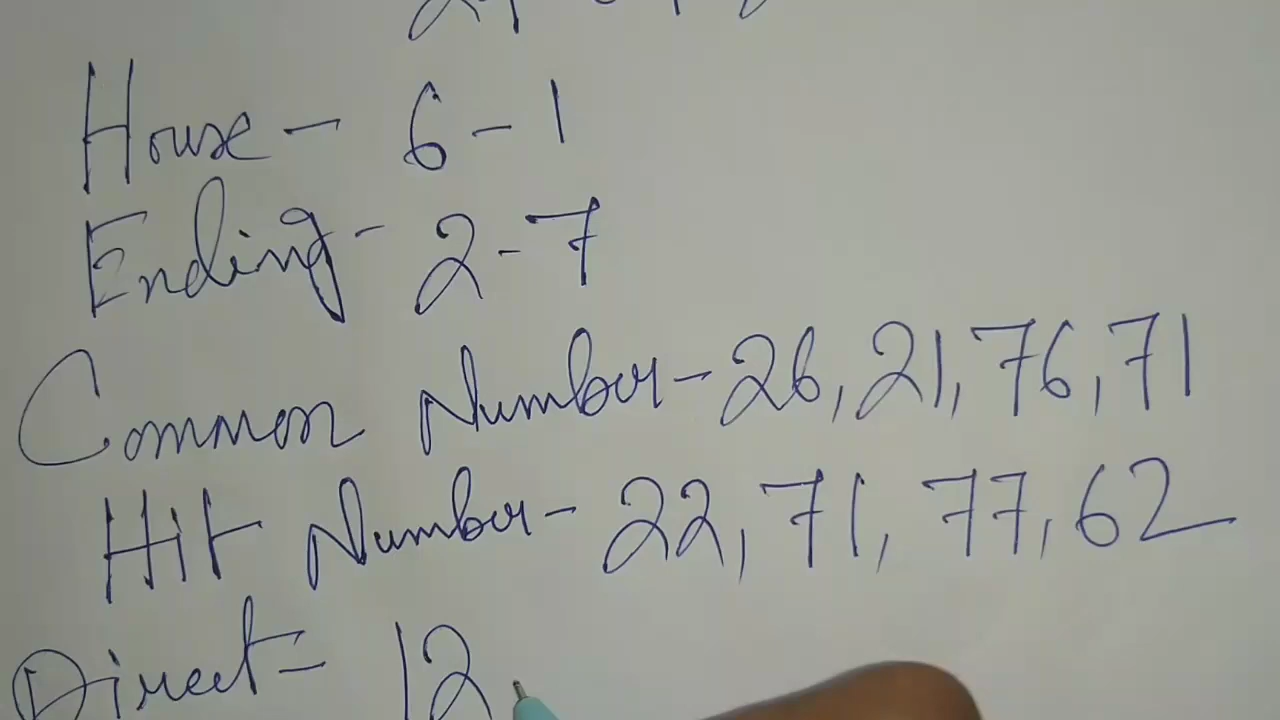 House - 6 - 1
Ending - 2 - 7
Common Number - 26, 21, 76, 71
Hit Number - 22, 71, 77, 62
Direct = 12